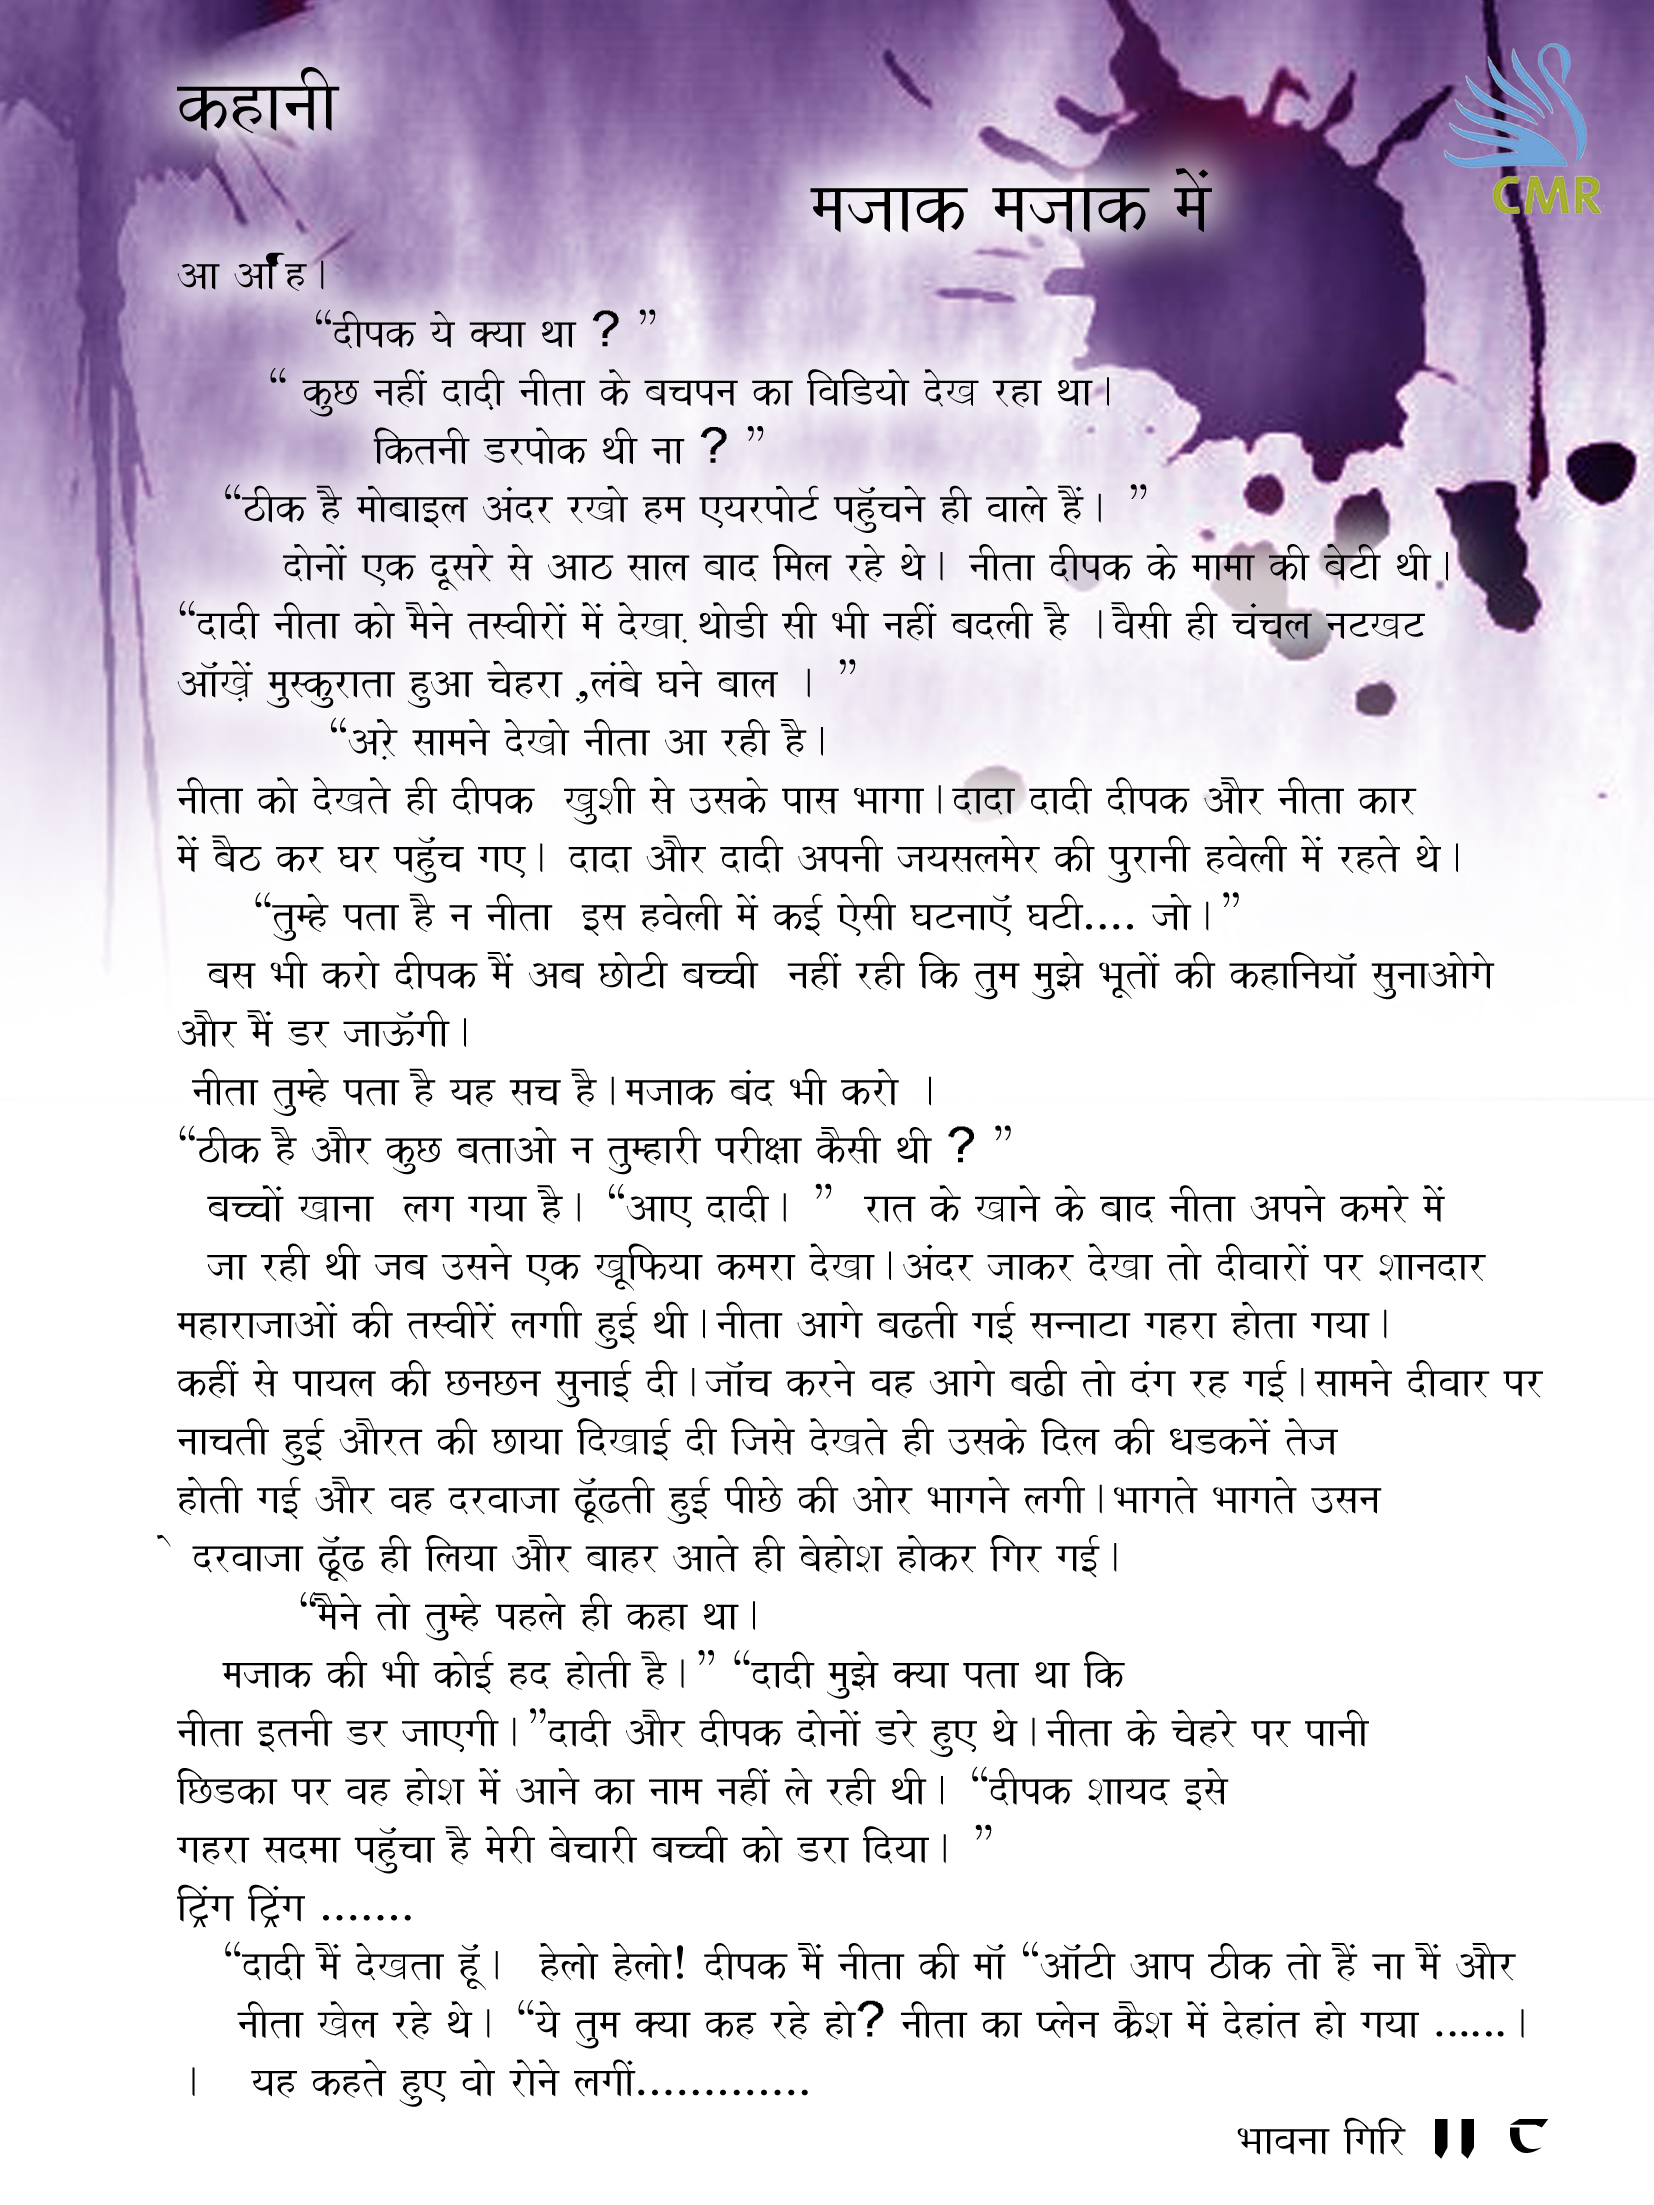 कहानी
CMR
मजाक मजाक में
आ आँह।
“दीपक ये क्या था ? ”
“ कुछ नहीं दादी़ नीता के बचपन का विडियो देख रहा था।
कितनी डरपोक थी ना ? ”
“ठीक है मोबाइल अंदर रखो हम एयरपोर्ट पहुॅचने ही वाले हैं। ”
दोनों एक दूसरे से आठ साल बाद मिल रहे थे। नीता दीपक के मामा की बेटी थी।
“दादी नीता को मैने तस्वीरों में देखा़ थोडी सी भी नहीं बदली है ।वैसी ही चंचल नटखट
ऑखें़ मुस्कुराता हुआ चेहरा ,लंबे घने बाल । ”
“अरे़ सामने देखो नीता आ रही है।
नीता को देखते ही दीपक खुशी से उसके पास भागा।दादा दादी दीपक और नीता कार
में बैठ कर घर पहुॅच गए। दादा और दादी अपनी जयसलमेर की पुरानी हवेली में रहते थे।
“तुम्हे पता है न नीता इस हवेली में कई ऐसी घटनाऍ घटी.... जो।”
बस भी करो दीपक मैं अब छोटी बच्ची नहीं रही कि तुम मुझे भूतों की कहानियॉ सुनाओगे
और मैं डर जाऊॅगी।
नीता तुम्हे पता है यह सच है।मजाक बंद भी करो ।
“ठीक है और कुछ बताओ न तुम्हारी परीक्षा कैसी थी ? ”
बच्चों खाना लग गया है। “आए दादी। ” रात के खाने के बाद नीता अपने कमरे में
जा रही थी जब उसने एक खूफिया कमरा देखा।अंदर जाकर देखा तो दीवारों पर शानदार
महाराजाओं की तस्वीरें लगाी हुई थी।नीता आगे बढती गई सन्नाटा गहरा होता गया।
कहीं से पायल की छनछन सुनाई दी।जॉच करने वह आगे बढी तो दंग रह गई।सामने दीवार पर
नाचती हुई औरत की छाया दिखाई दी जिसे देखते ही उसके दिल की धडकनें तेज
होती गई और वह दरवाजा ढूॅढती हुई पीछे की ओर भागने लगी।भागते भागते उसन
े दरवाजा ढूॅढ ही लिया और बाहर आते ही बेहोश होकर गिर गई।
“मैने तो तुम्हे पहले ही कहा था।
मजाक की भी कोई हद होती है।” “दादी मुझे क्या पता था कि
नीता इतनी डर जाएगी।”दादी और दीपक दोनों डरे हुए थे।नीता के चेहरे पर पानी
छिडका पर वह होश में आने का नाम नहीं ले रही थी। “दीपक शायद इसे
गहरा सदमा पहुॅचा है मेरी बेचारी बच्ची को डरा दिया। ”
ट्रिंग ट्रिंग .......
“दादी मैं देखता हूॅ। हेलो हेलो! दीपक मैं नीता की मॉ “ऑटी आप ठीक तो हैं ना मैं और
नीता खेल रहे थे। “ये तुम क्या कह रहे हो? नीता का प्लेन क्रैश में देहांत हो गया ......।
। यह कहते हुए वो रोने लगीं.............
भावना गिरि